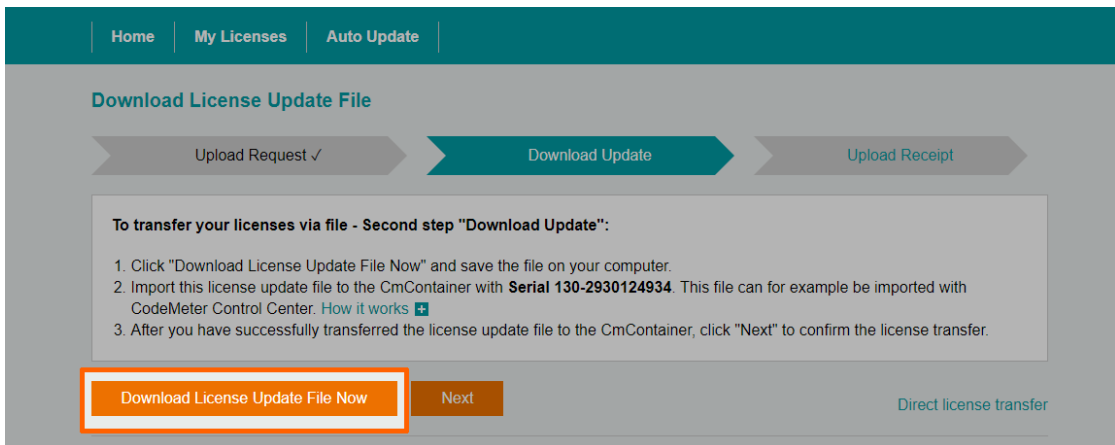 Home My Licenses Auto Update
Download License Update File
Upload Request ✓ Download Update Upload Receipt
To transfer your licenses via file - Second step "Download Update":
1. Click "Download License Update File Now" and save the file on your computer.
2. Import this license update file to the CmContainer with Serial 130-2930124934. This file can for example be imported with
CodeMeter Control Center. How it works +
3. After you have successfully transferred the license update file to the CmContainer, click "Next" to confirm the license transfer.
Download License Update File Now Next Direct license transfer